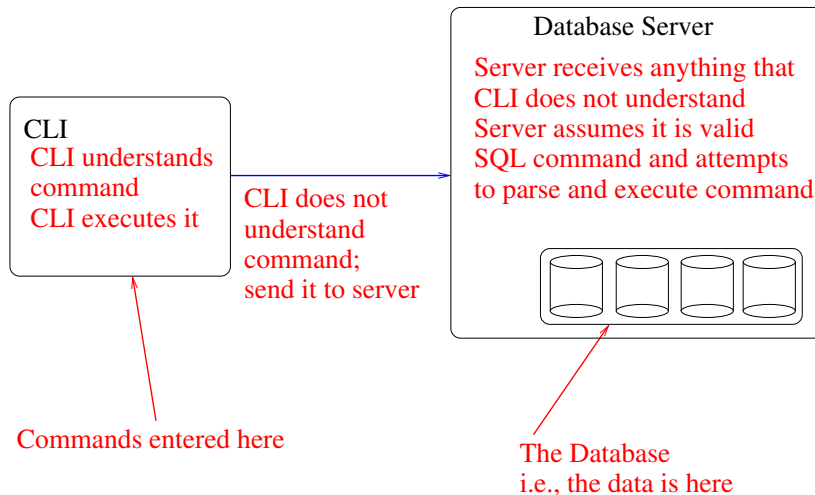 Database Server
Server receives anything that
CLI does not understand
Server assumes it is valid
SQL command and attempts
to parse and execute command
CLI
CLI understands
command
CLI executes it
CLI does not
understand
command;
send it to server
Commands entered here
The Database
i.e., the data is here